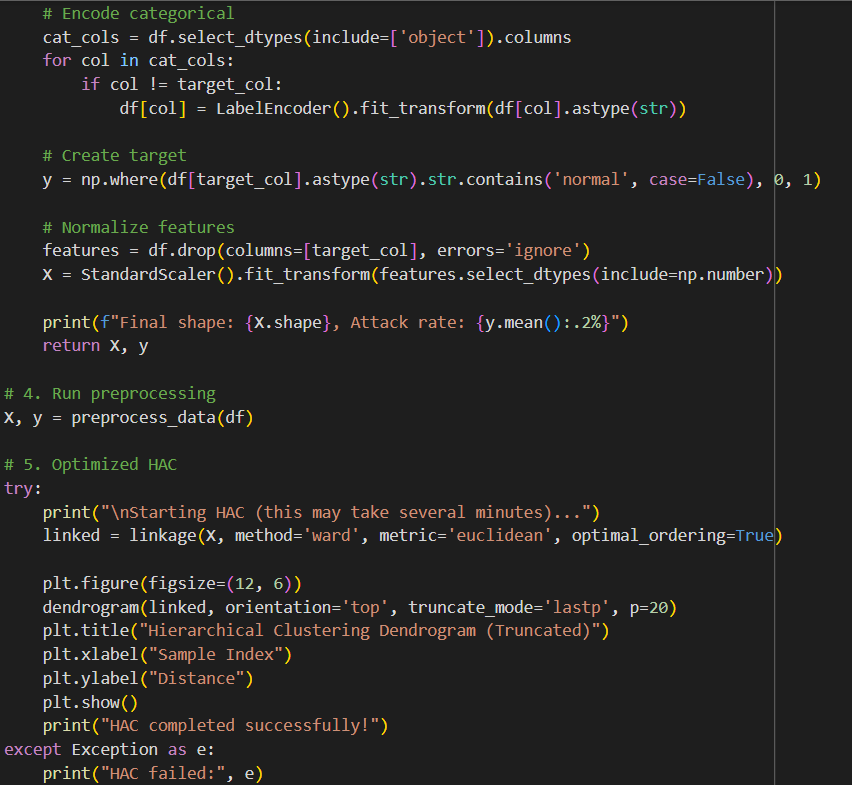 # Encode categorical
cat_cols = df.select_dtypes(include=['object']).columns
for col in cat_cols:
if col != target_col:
df[col] = LabelEncoder().fit_transform(df[col].astype(str))
# Create target
y = np.where(df[target_col].astype(str).str.contains('normal', case=False), 0, 1)
# Normalize features
features = df.drop(columns=[target_col], errors='ignore')
X = StandardScaler().fit_transform(features.select_dtypes(include=np.number))
print(f"Final shape: {X.shape}, Attack rate: {y.mean():.2%}")
return X, y
# 4. Run preprocessing
X, y = preprocess_data(df)
# 5. Optimized HAC
try:
print("\nStarting HAC (this may take several minutes)...")
linked = linkage(X, method='ward', metric='euclidean', optimal_ordering=True)
plt.figure(figsize=(12, 6))
dendrogram(linked, orientation='top', truncate_mode='lastp', p=20)
plt.title("Hierarchical Clustering Dendrogram (Truncated)")
plt.xlabel("Sample Index")
plt.ylabel("Distance")
plt.show()
print("HAC completed successfully!")
except Exception as e:
print("HAC failed:", e)